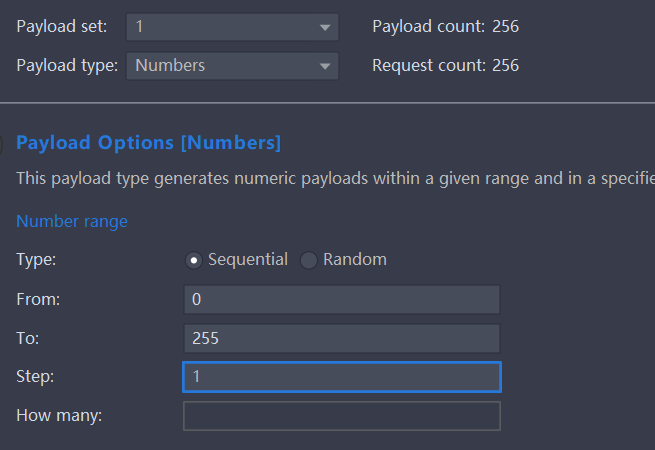 Payload set: 1 Payload count: 256
Payload type: Numbers Request count: 256
Payload Options [Numbers]
This payload type generates numeric payloads within a given range and in a specifie
Number range
Type: Sequential Random
From: 0
To: 255
Step: 1
How many: